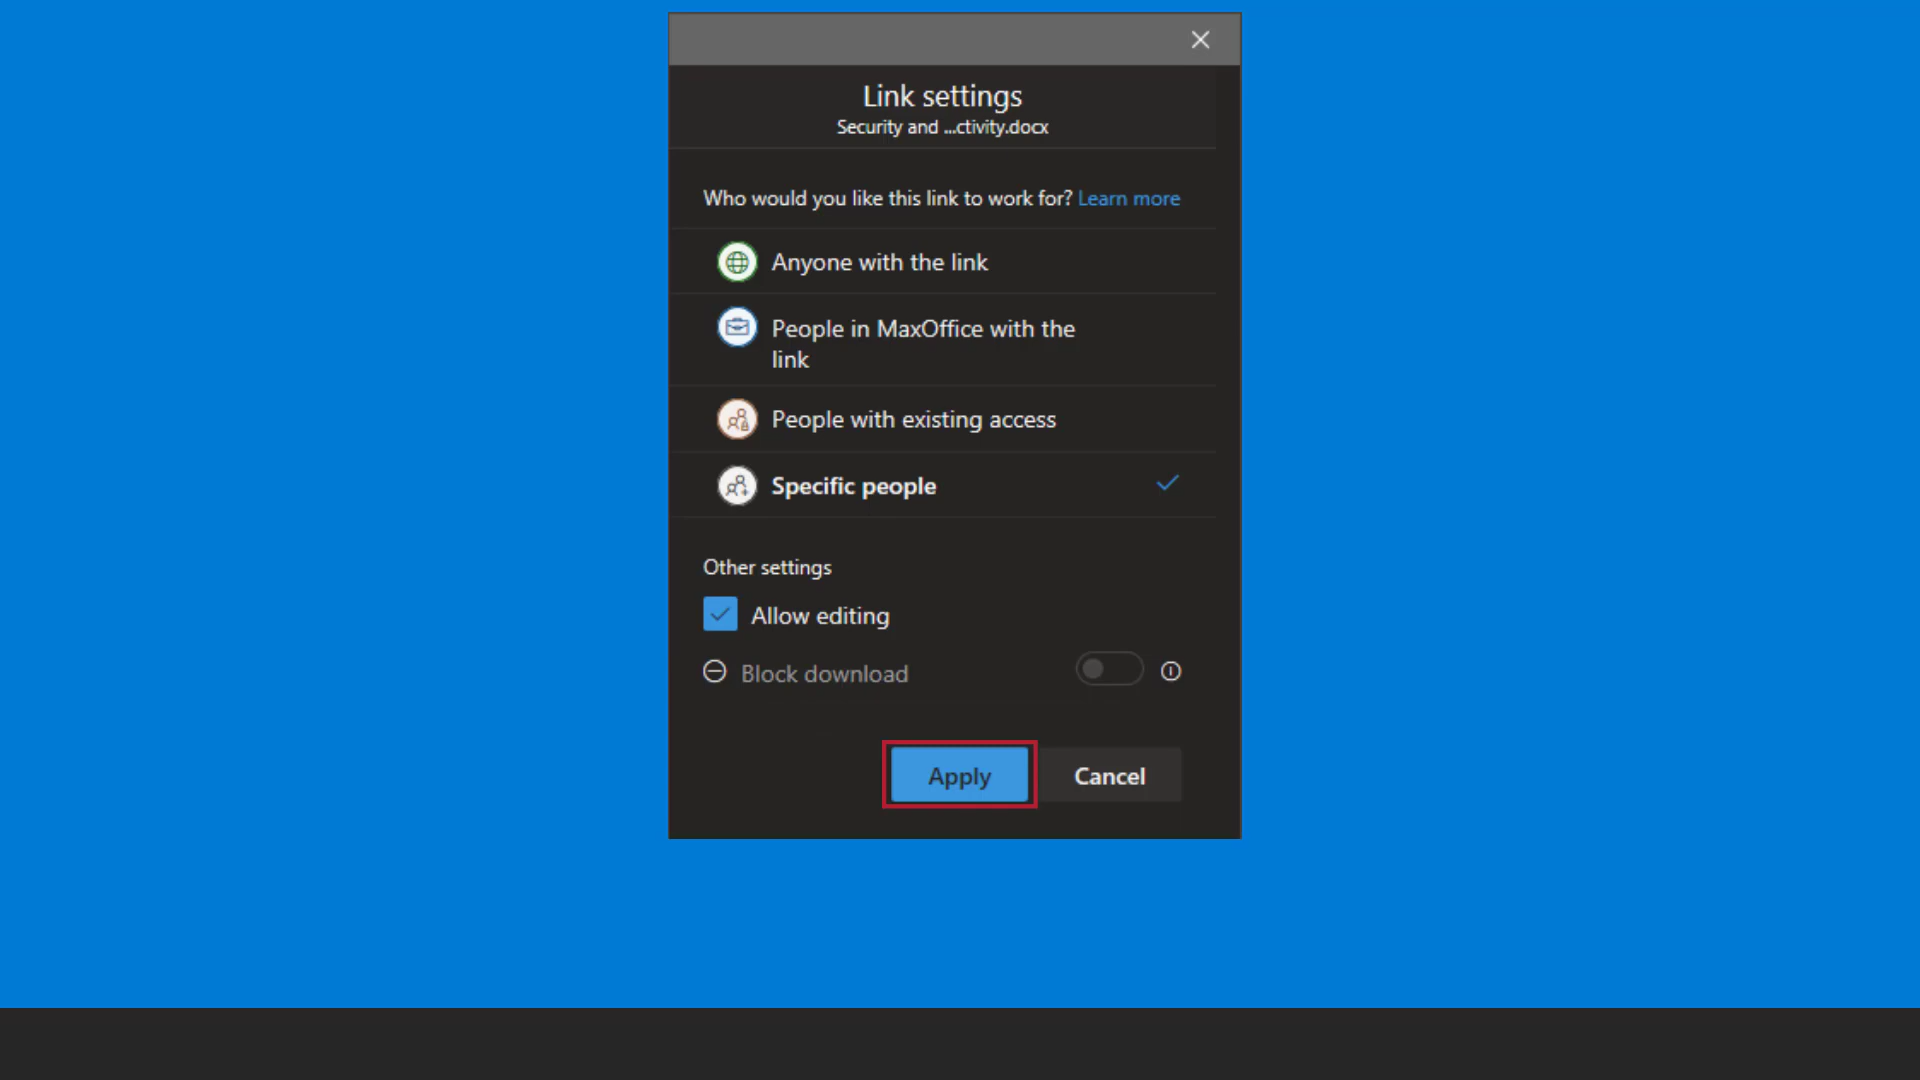 Link settings
Security and ...ctivity.docx
Who would you like this link to work for? Learn more
Anyone with the link
People in MaxOffice with the
link
People with existing access
Specific people
Other settings
Allow editing
Block download
Apply Cancel